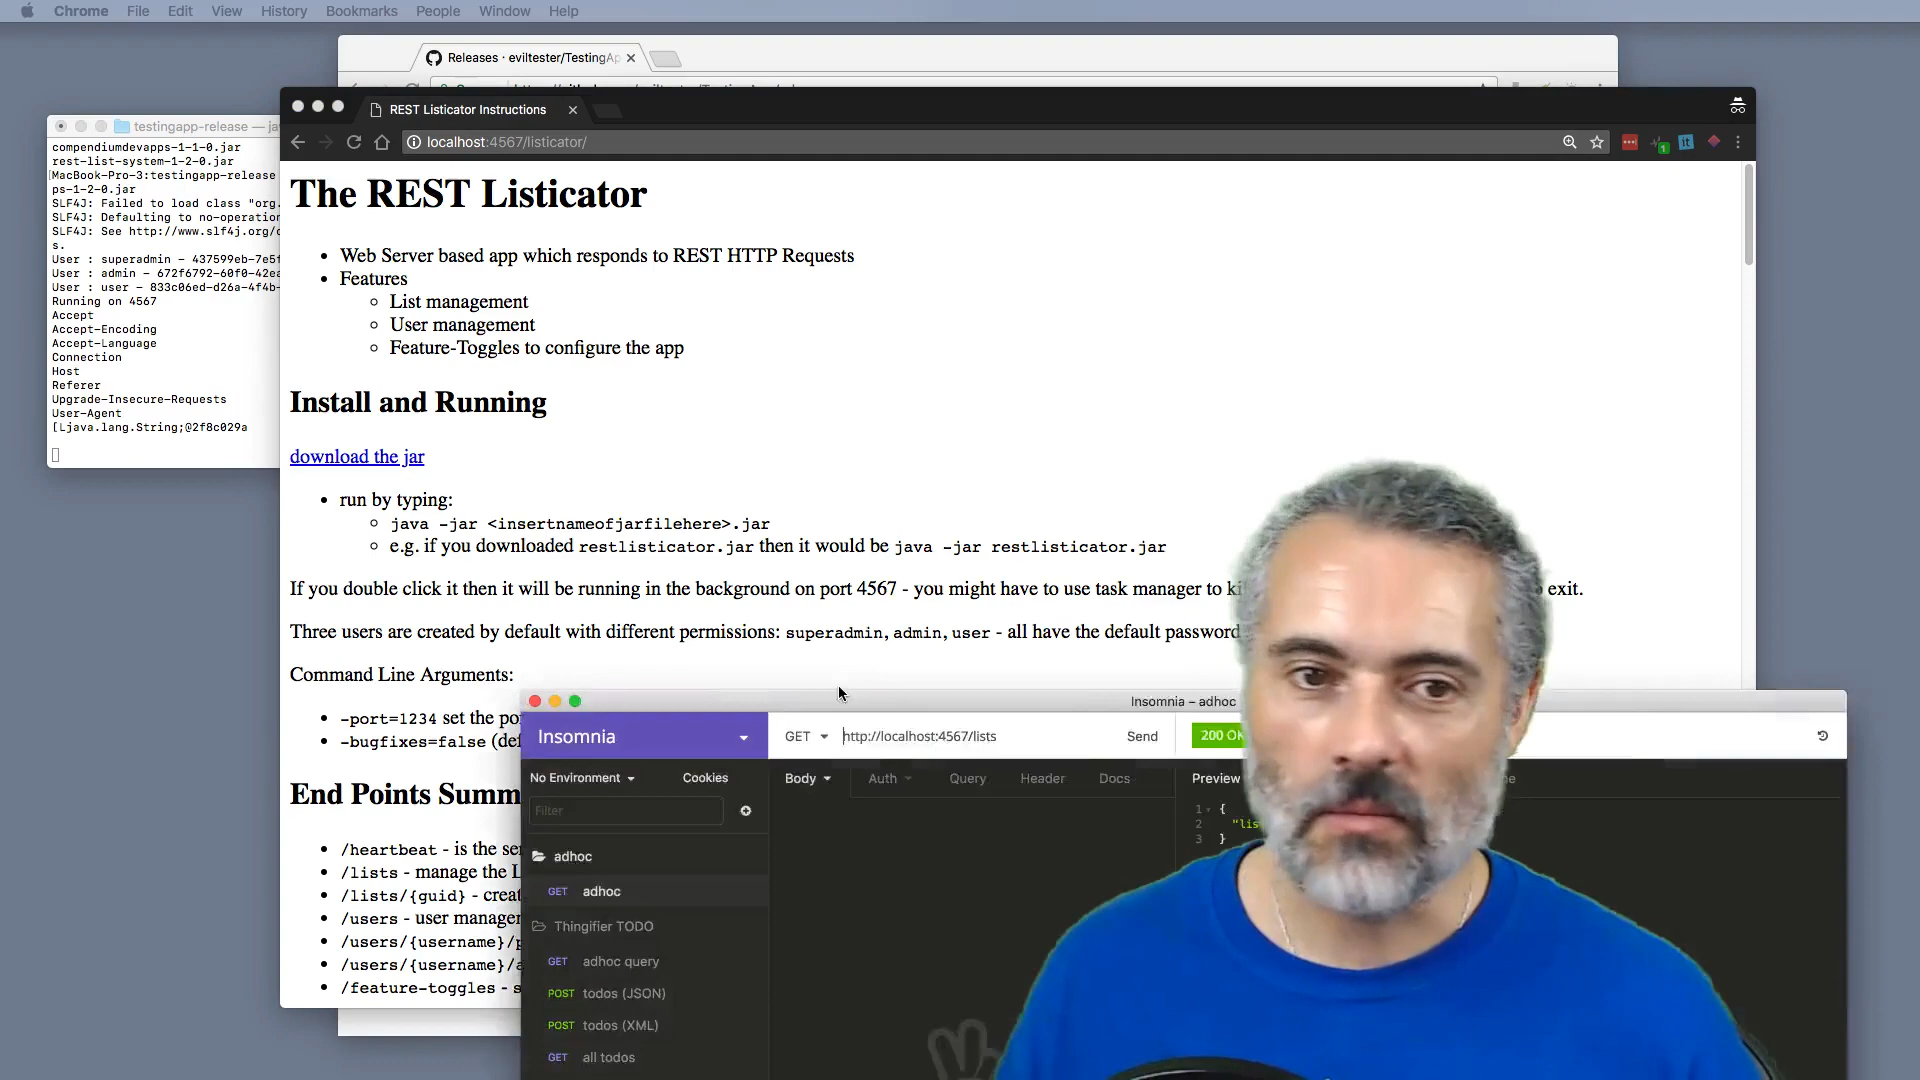 Chrome File Edit View History Bookmarks People Window Help
Releases · eviltester/TestingAp
testingapp-release — ja
compendiumdevapps-1-1-0.jar
rest-list-system-1-2-0.jar
MacBook-Pro-3:testingapp-release
ps-1-2-0.jar
SLF4J: Failed to load class "org.
SLF4J: Defaulting to no-operation
SLF4J: See http://www.slf4j.org/
s.
User : superadmin – 437599eb-7e5f
User : admin – 672f6792-60f0-42ea
User : user – 833c06ed-d26a-4f4b-
Running on 4567
Accept
Accept-Encoding
Accept-Language
Connection
Host
Referer
Upgrade-Insecure-Requests
User-Agent
[Ljava.lang.String;@2f8c029a
REST Listicator Instructions
localhost:4567/listicator/
1
it
The REST Listicator
• Web Server based app which responds to REST HTTP Requests
• Features
List management
User management
Feature-Toggles to configure the app
Install and Running
download the jar
• run by typing:
java -jar <insertnameofjarfilehere>.jar
e.g. if you downloaded restlisticator.jar then it would be java -jar restlisticator.jar
If you double click it then it will be running in the background on port 4567 - you might have to use task manager to exit.
Three users are created by default with different permissions: superadmin, admin, user - all have the default password
Command Line Arguments:
• -port=1234 set the po
• -bugfixes=false (def
End Points Summ
• /heartbeat - is the se
• /lists - manage the L
• /lists/{guid} - creat
• /users - user manage
• /users/{username}/p
• /users/{username}/a
• /feature-toggles - s
Insomnia – adhoc
Insomnia
GET http://localhost:4567/lists Send
200 OK
No Environment Cookies
Body Auth Query Header Docs
Preview
Filter
1 {
2 "lis
3 }
adhoc
GET adhoc
Thingifier TODO
GET adhoc query
POST todos (JSON)
POST todos (XML)
GET all todos